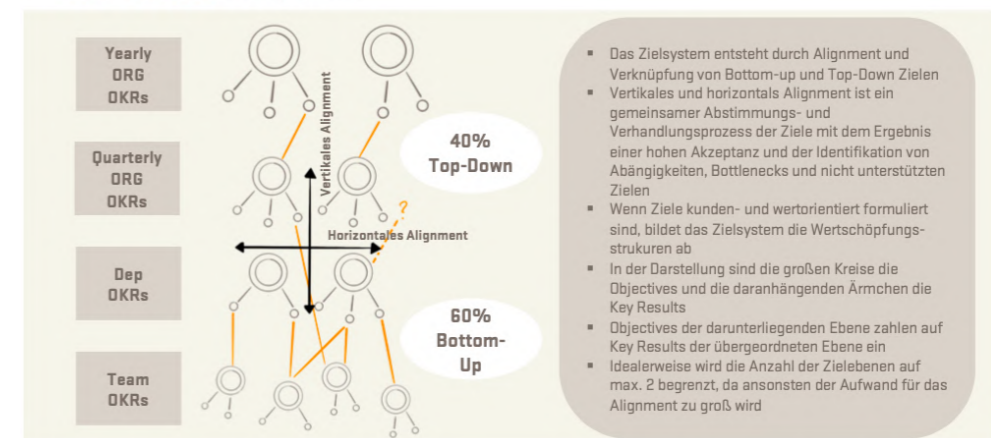 Yearly
ORG
OKRs
Quarterly
ORG
OKRs
Dep
OKRs
Team
OKRs
Vertikales Alignment
Horizontales Alignment
?
40%
Top-Down
60%
Bottom-
Up
▪ Das Zielsystem entsteht durch Alignment und
Verknüpfung von Bottom-up und Top-Down Zielen
▪ Vertikales und horizontals Alignment ist ein
gemeinsamer Abstimmungs- und
Verhandlungsprozess der Ziele mit dem Ergebnis
einer hohen Akzeptanz und der Identifikation von
Abängigkeiten, Bottlenecks und nicht unterstützten
Zielen
▪ Wenn Ziele kunden- und wertorientiert formuliert
sind, bildet das Zielsystem die Wertschöpfungs-
strukuren ab
▪ In der Darstellung sind die großen Kreise die
Objectives und die daranhängenden Ärmchen die
Key Results
▪ Objectives der darunterliegenden Ebene zahlen auf
Key Results der übergeordneten Ebene ein
▪ Idealerweise wird die Anzahl der Zielebenen auf
max. 2 begrenzt, da ansonsten der Aufwand für das
Alignment zu groß wird